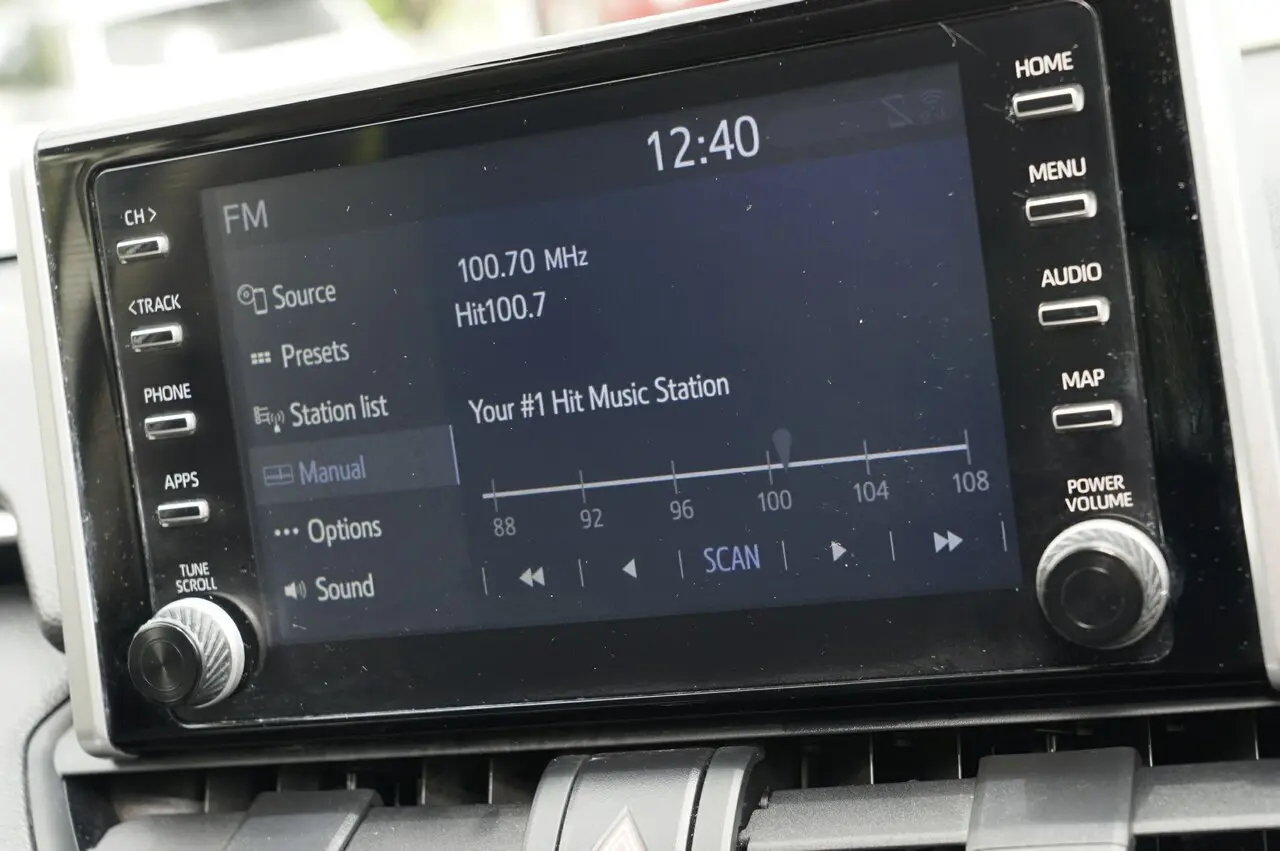 12:40
FM
100.70 MHz
Hit100.7
Your #1 Hit Music Station
Source
Presets
Station list
Manual
Options
Sound
88 92 96 100 104 108
SCAN
CH >
<TRACK
PHONE
APPS
TUNE
SCROLL
HOME
MENU
AUDIO
MAP
POWER
VOLUME